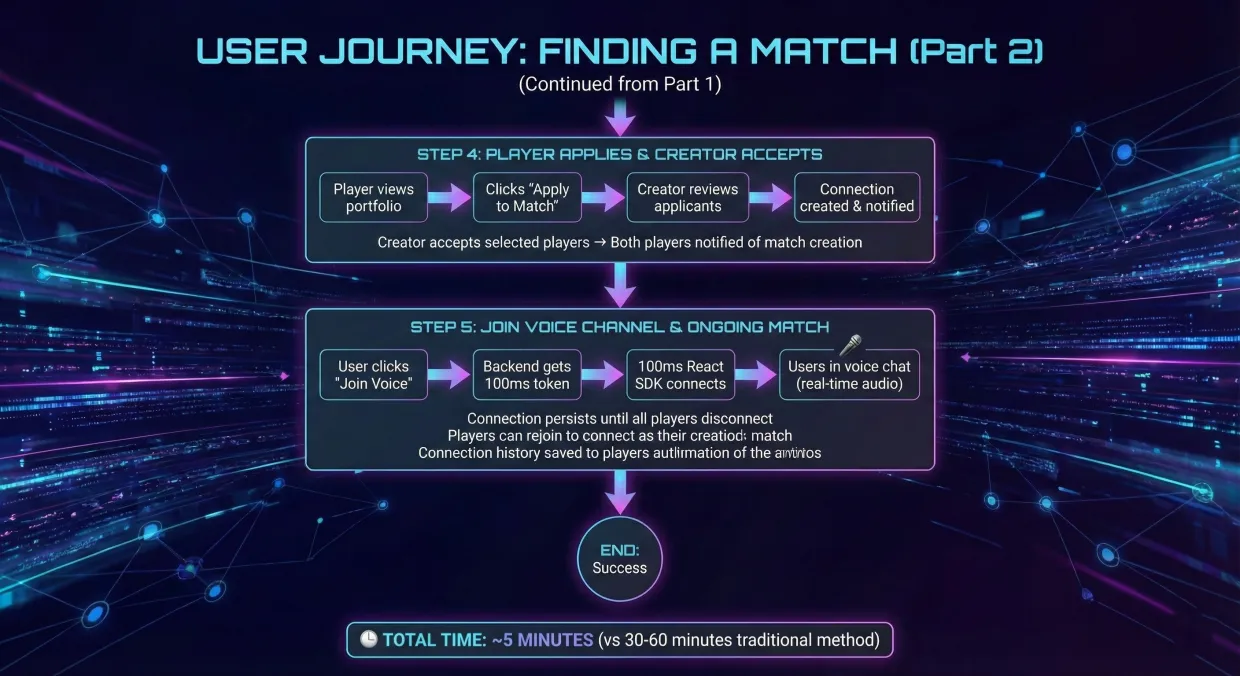 USER JOURNEY: FINDING A MATCH (Part 2)
(Continued from Part 1)
STEP 4: PLAYER APPLIES & CREATOR ACCEPTS
Player views
portfolio
Clicks "Apply
to Match"
Creator reviews
applicants
Connection
created & notified
Creator accepts selected players → Both players notified of match creation
STEP 5: JOIN VOICE CHANNEL & ONGOING MATCH
User clicks
"Join Voice"
Backend gets
100ms token
100ms React
SDK connects
Users in voice chat
(real-time audio)
Connection persists until all players disconnect
Players can rejoin to connect as their match
Connection history saved to players of the
END:
Success
TOTAL TIME: ~5 MINUTES (vs 30-60 minutes traditional method)